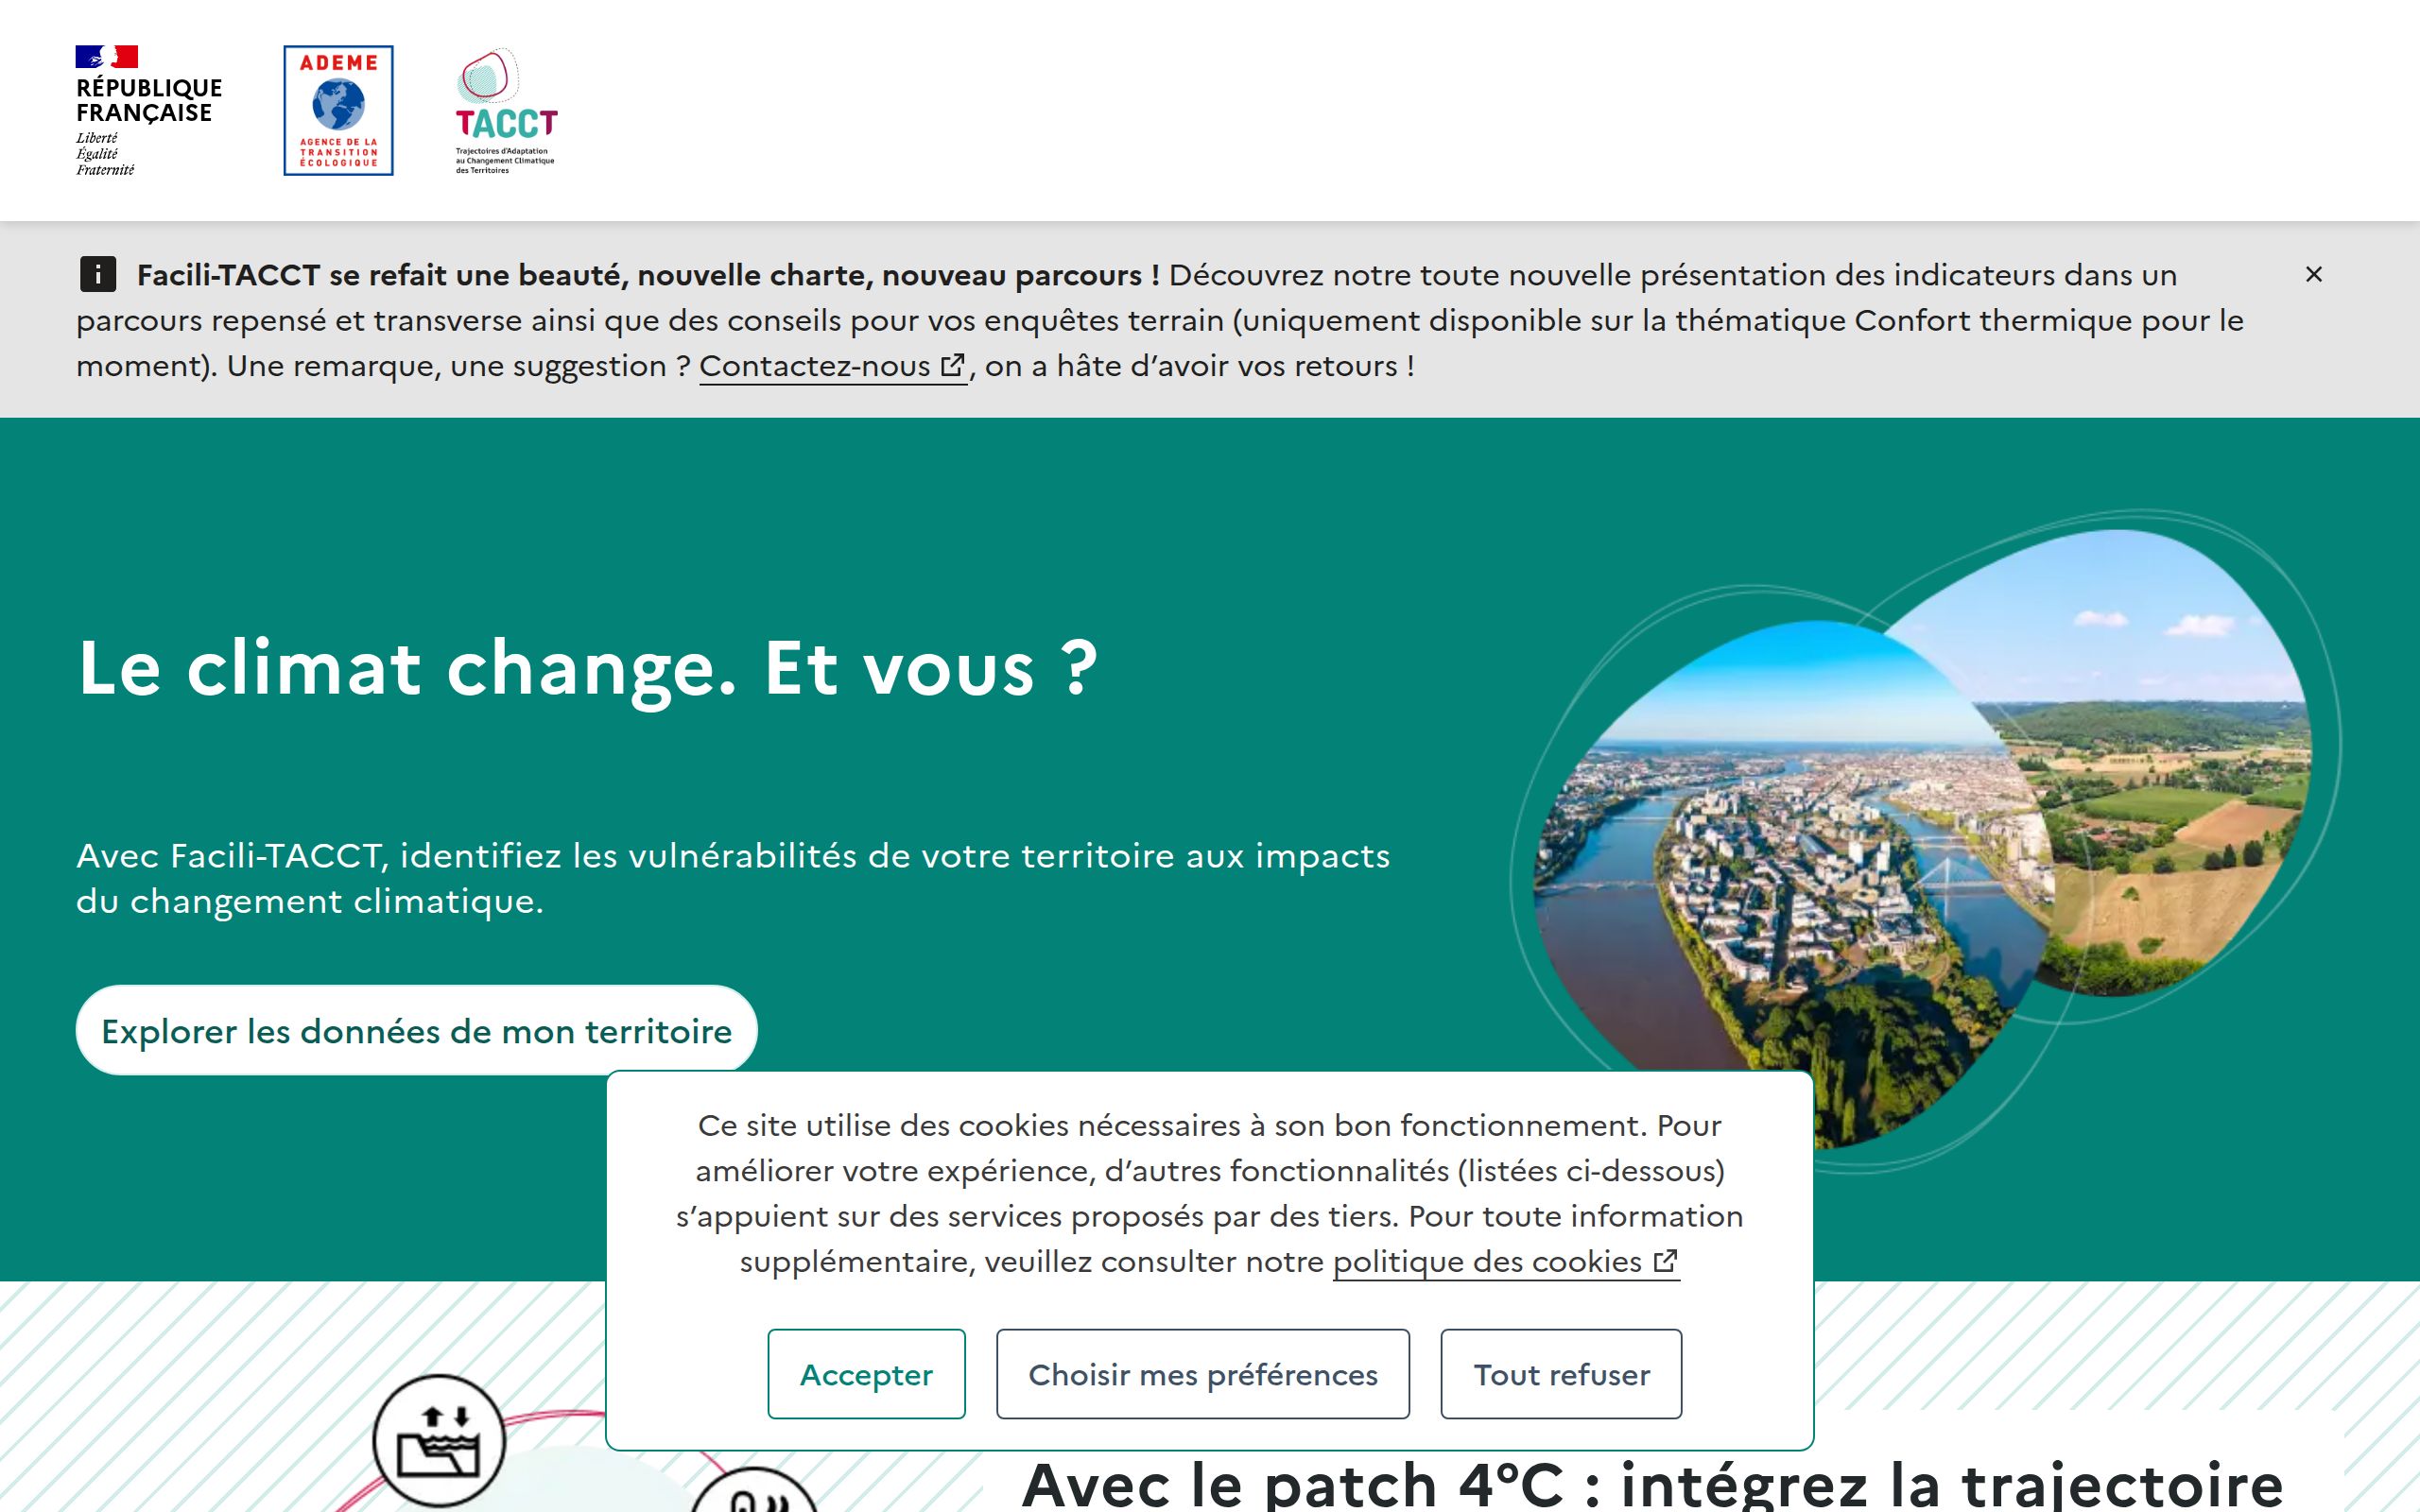 RÉPUBLIQUE
FRANÇAISE
Liberté
Égalité
Fraternité
ADEME
AGENCE DE LA
TRANSITION
ÉCOLOGIQUE
TACCT
Trajectoires d'Adaptation
au Changement Climatique
des Territoires
Facili-TACCT se refait une beauté, nouvelle charte, nouveau parcours ! Découvrez notre toute nouvelle présentation des indicateurs dans un
parcours repensé et transverse ainsi que des conseils pour vos enquêtes terrain (uniquement disponible sur la thématique Confort thermique pour le
moment). Une remarque, une suggestion ? Contactez-nous, on a hâte d’avoir vos retours !
Le climat change. Et vous ?
Avec Facili-TACCT, identifiez les vulnérabilités de votre territoire aux impacts
du changement climatique.
Explorer les données de mon territoire
Ce site utilise des cookies nécessaires à son bon fonctionnement. Pour
améliorer votre expérience, d’autres fonctionnalités (listées ci-dessous)
s’appuient sur des services proposés par des tiers. Pour toute information
supplémentaire, veuillez consulter notre politique des cookies
Accepter
Choisir mes préférences
Tout refuser
Avec le patch 4°C : intégrez la trajectoire